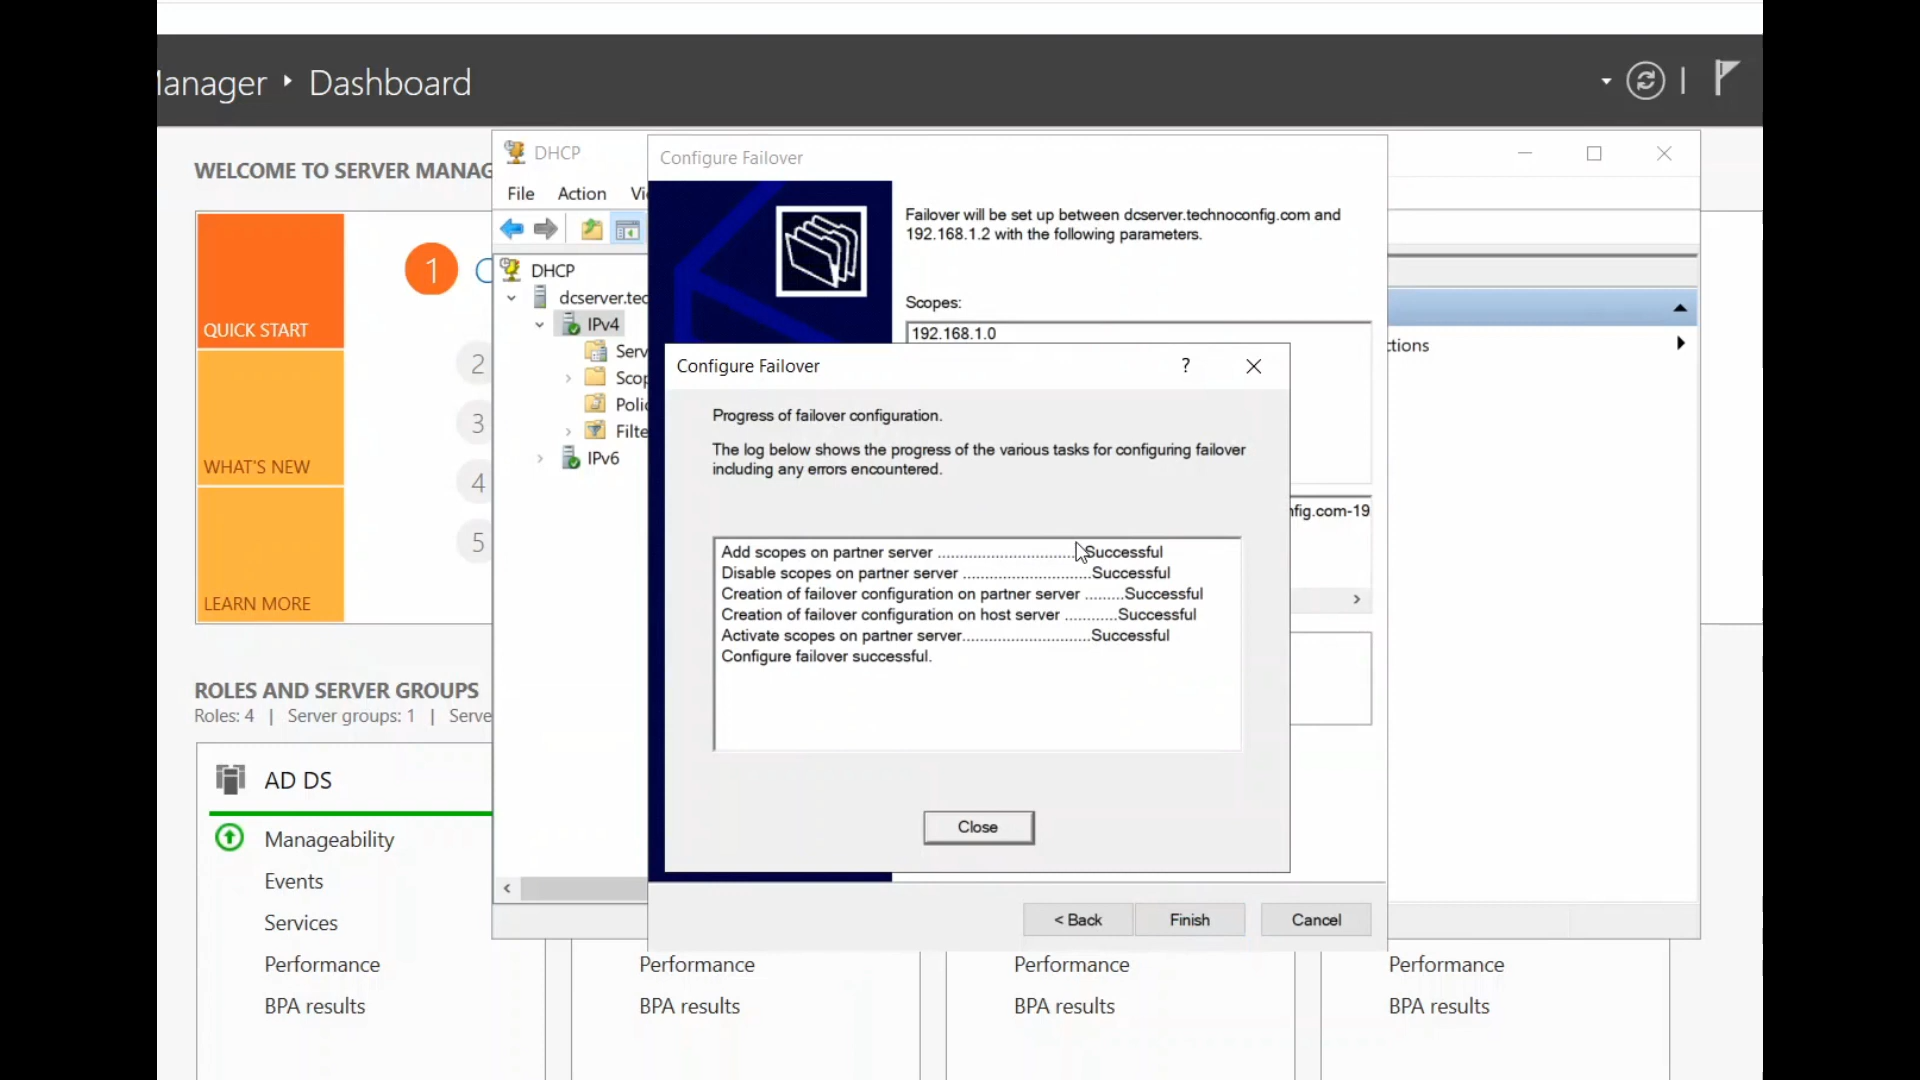 Manager ‣ Dashboard
WELCOME TO SERVER MANAG
QUICK START
WHAT'S NEW
LEARN MORE
1
2
3
4
5
ROLES AND SERVER GROUPS
Roles: 4 | Server groups: 1 | Serve
AD DS
Manageability
Events
Services
Performance
BPA results
Performance
BPA results
Performance
BPA results
Performance
BPA results
DHCP
File Action Vi
DHCP
dcserver.tec
IPv4
Serv
Scop
Polic
Filte
IPv6
ctions
Configure Failover
Failover will be set up between dcserver.technoconfig.com and
192.168.1.2 with the following parameters.
Scopes:
192.168.1.0
nfig.com-19
< Back Finish Cancel
Configure Failover
Progress of failover configuration.
The log below shows the progress of the various tasks for configuring failover
including any errors encountered.
Add scopes on partner server ...............................Successful
Disable scopes on partner server .............................Successful
Creation of failover configuration on partner server .........Successful
Creation of failover configuration on host server ............Successful
Activate scopes on partner server.............................Successful
Configure failover successful.
Close